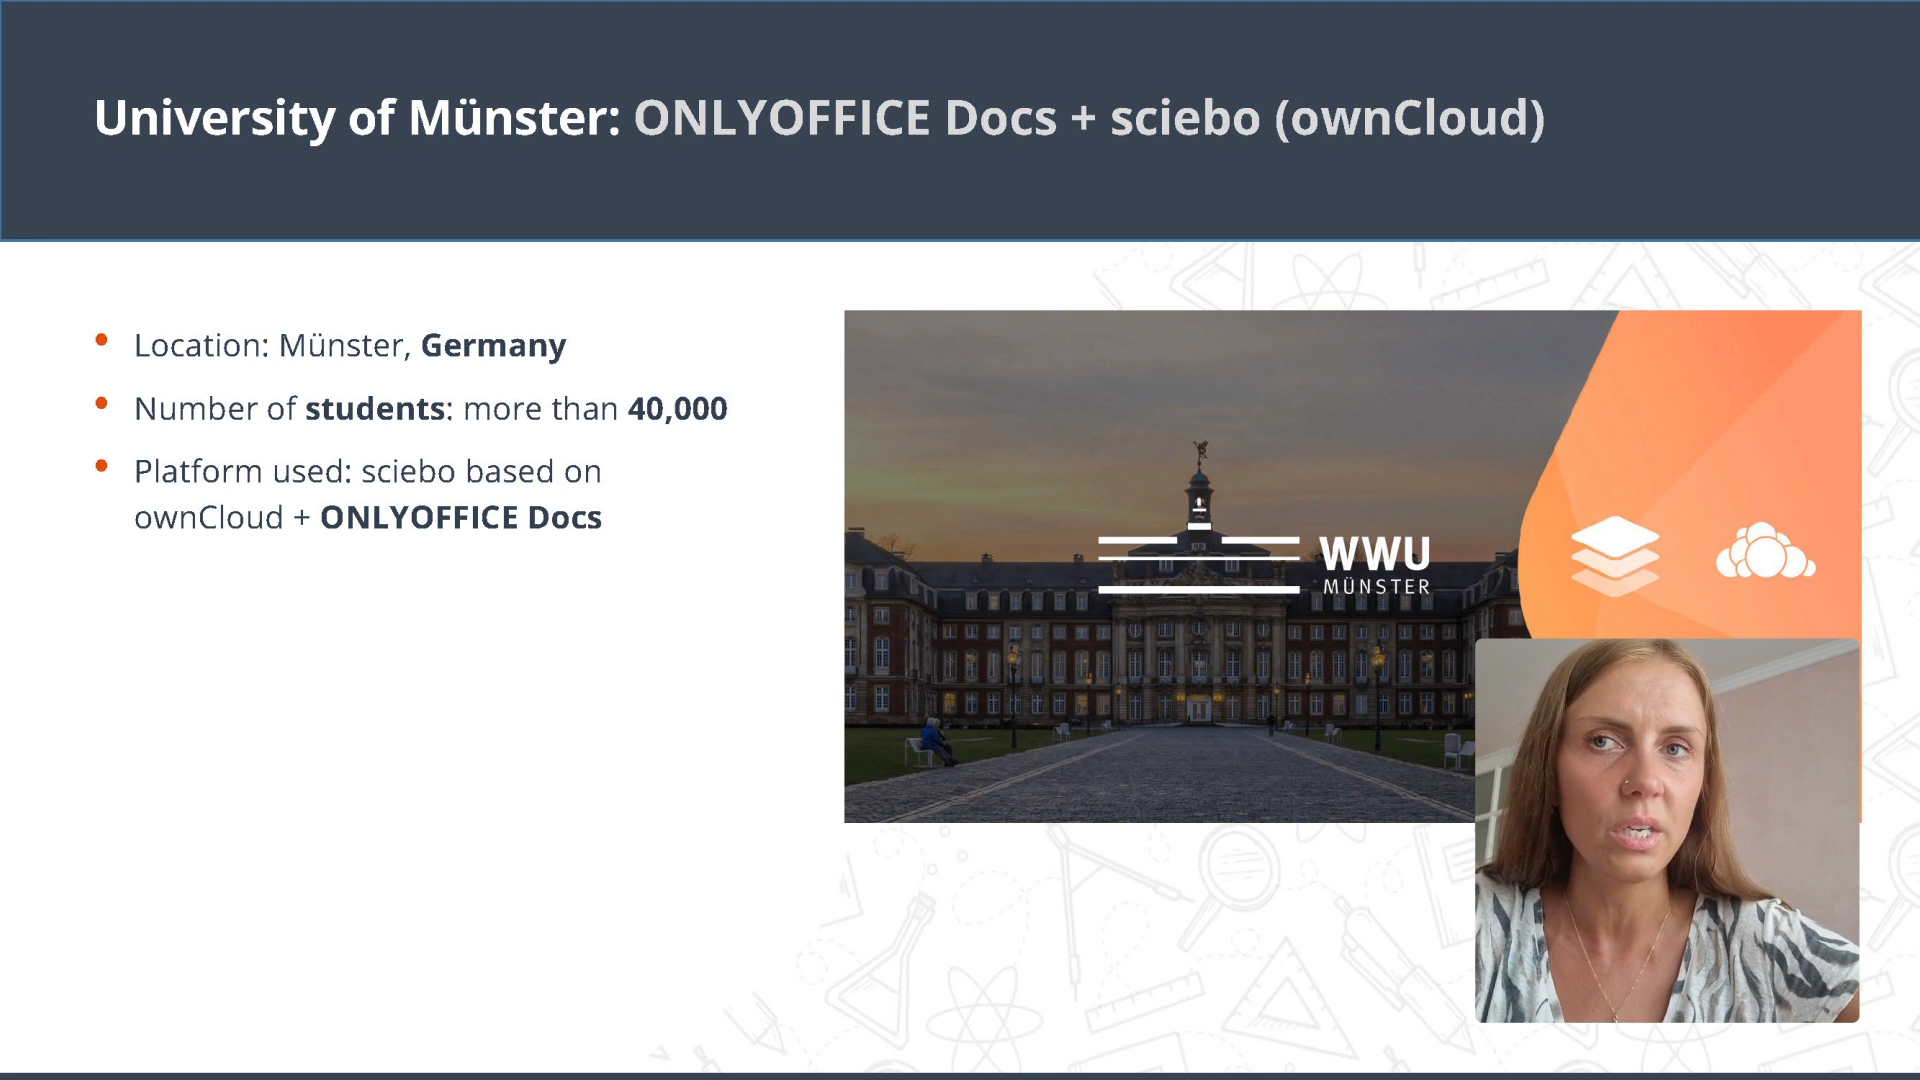 University of Münster: ONLYOFFICE Docs + sciebo (ownCloud)
Location: Münster, Germany
Number of students: more than 40,000
Platform used: sciebo based on
ownCloud + ONLYOFFICE Docs
WWU
MÜNSTER